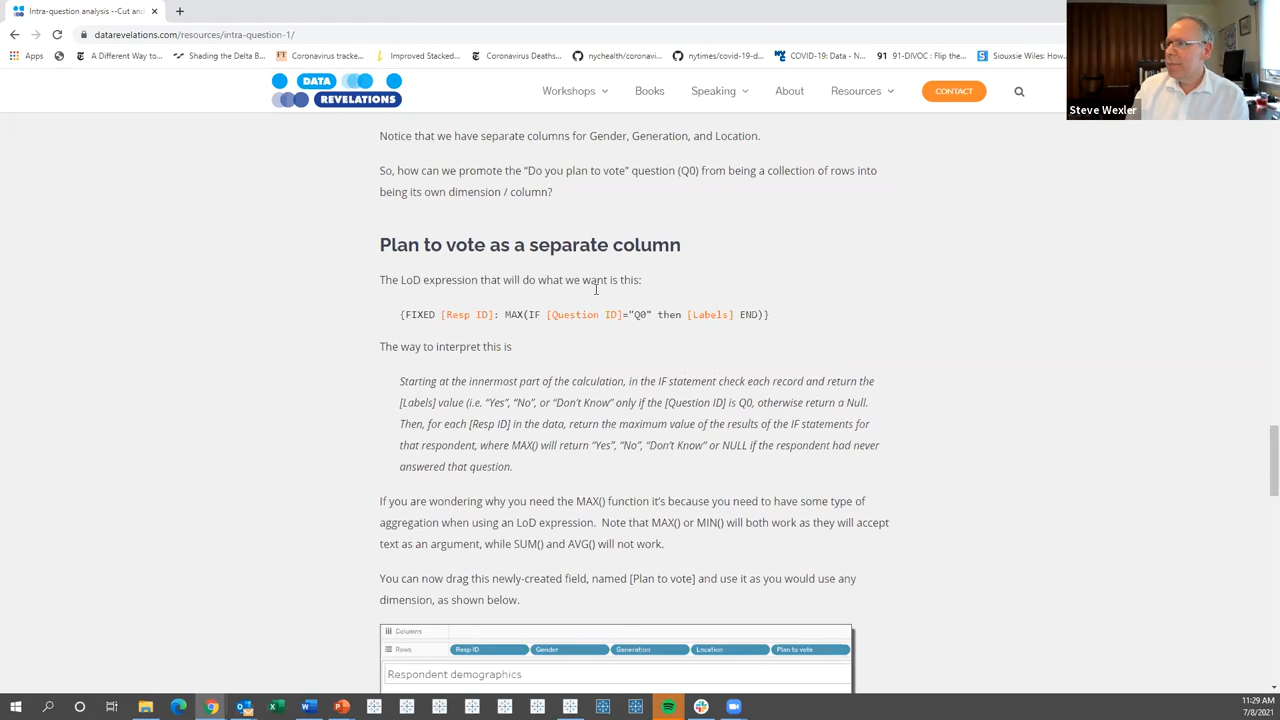 Intra-question analysis --Cut and
datarevelations.com/resources/intra-question-1/
A Different Way to...
Shading the Delta B...
Coronavirus tracke...
Improved Stacked...
Coronavirus Deaths...
nychealth/coronavi...
nytimes/covid-19-d...
COVID-19: Data - N...
91 91-DIVOC : Flip the...
Siouxsie Wiles: How...
DATA
REVELATIONS
Workshops
Books
Speaking
About
Resources
CONTACT
Steve Wexler
Notice that we have separate columns for Gender, Generation, and Location.
So, how can we promote the “Do you plan to vote” question (Q0) from being a collection of rows into
being its own dimension / column?
Plan to vote as a separate column
The LoD expression that will do what we want is this:
{FIXED [Resp ID]: MAX(IF [Question ID]="Q0" then [Labels] END)}
The way to interpret this is
Starting at the innermost part of the calculation, in the IF statement check each record and return the
[Labels] value (i.e. “Yes”, “No”, or “Don’t Know” only if the [Question ID] is Q0, otherwise return a Null.
Then, for each [Resp ID] in the data, return the maximum value of the results of the IF statements for
that respondent, where MAX() will return “Yes”, “No”, “Don’t Know” or NULL if the respondent had never
answered that question.
If you are wondering why you need the MAX() function it’s because you need to have some type of
aggregation when using an LoD expression.  Note that MAX() or MIN() will both work as they will accept
text as an argument, while SUM() and AVG() will not work.
You can now drag this newly-created field, named [Plan to vote] and use it as you would use any
dimension, as shown below.
Columns
Rows
Resp ID
Gender
Generation
Location
Plan to vote
Respondent demographics
11:29 AM
7/8/2021